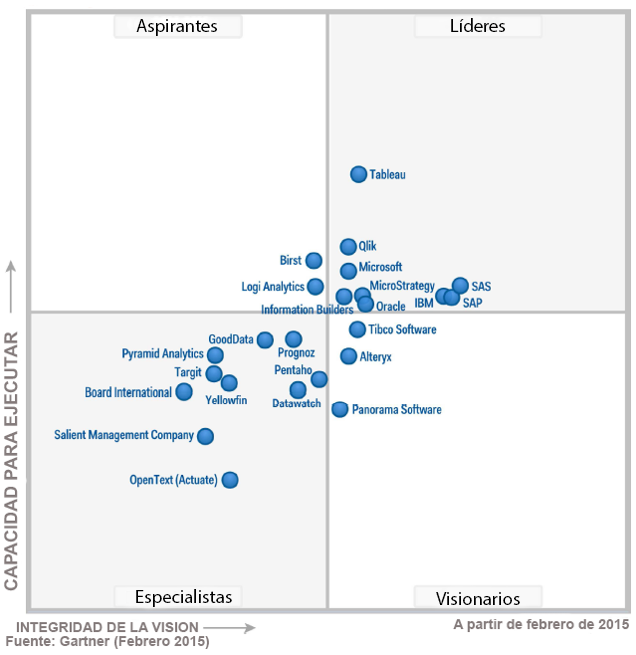 Aspirantes
Líderes
Tableau
Qlik
Birst
Microsoft
Logi Analytics
MicroStrategy
SAS
Information Builders
Oracle
IBM
SAP
Tibco Software
GoodData
Prognoz
Pyramid Analytics
Alteryx
Targit
Pentaho
Board International
Yellowfin
Datawatch
Panorama Software
Salient Management Company
OpenText (Actuate)
CAPACIDAD PARA EJECUTAR
Especialistas
Visionarios
INTEGRIDAD DE LA VISION
A partir de febrero de 2015
Fuente: Gartner (Febrero 2015)